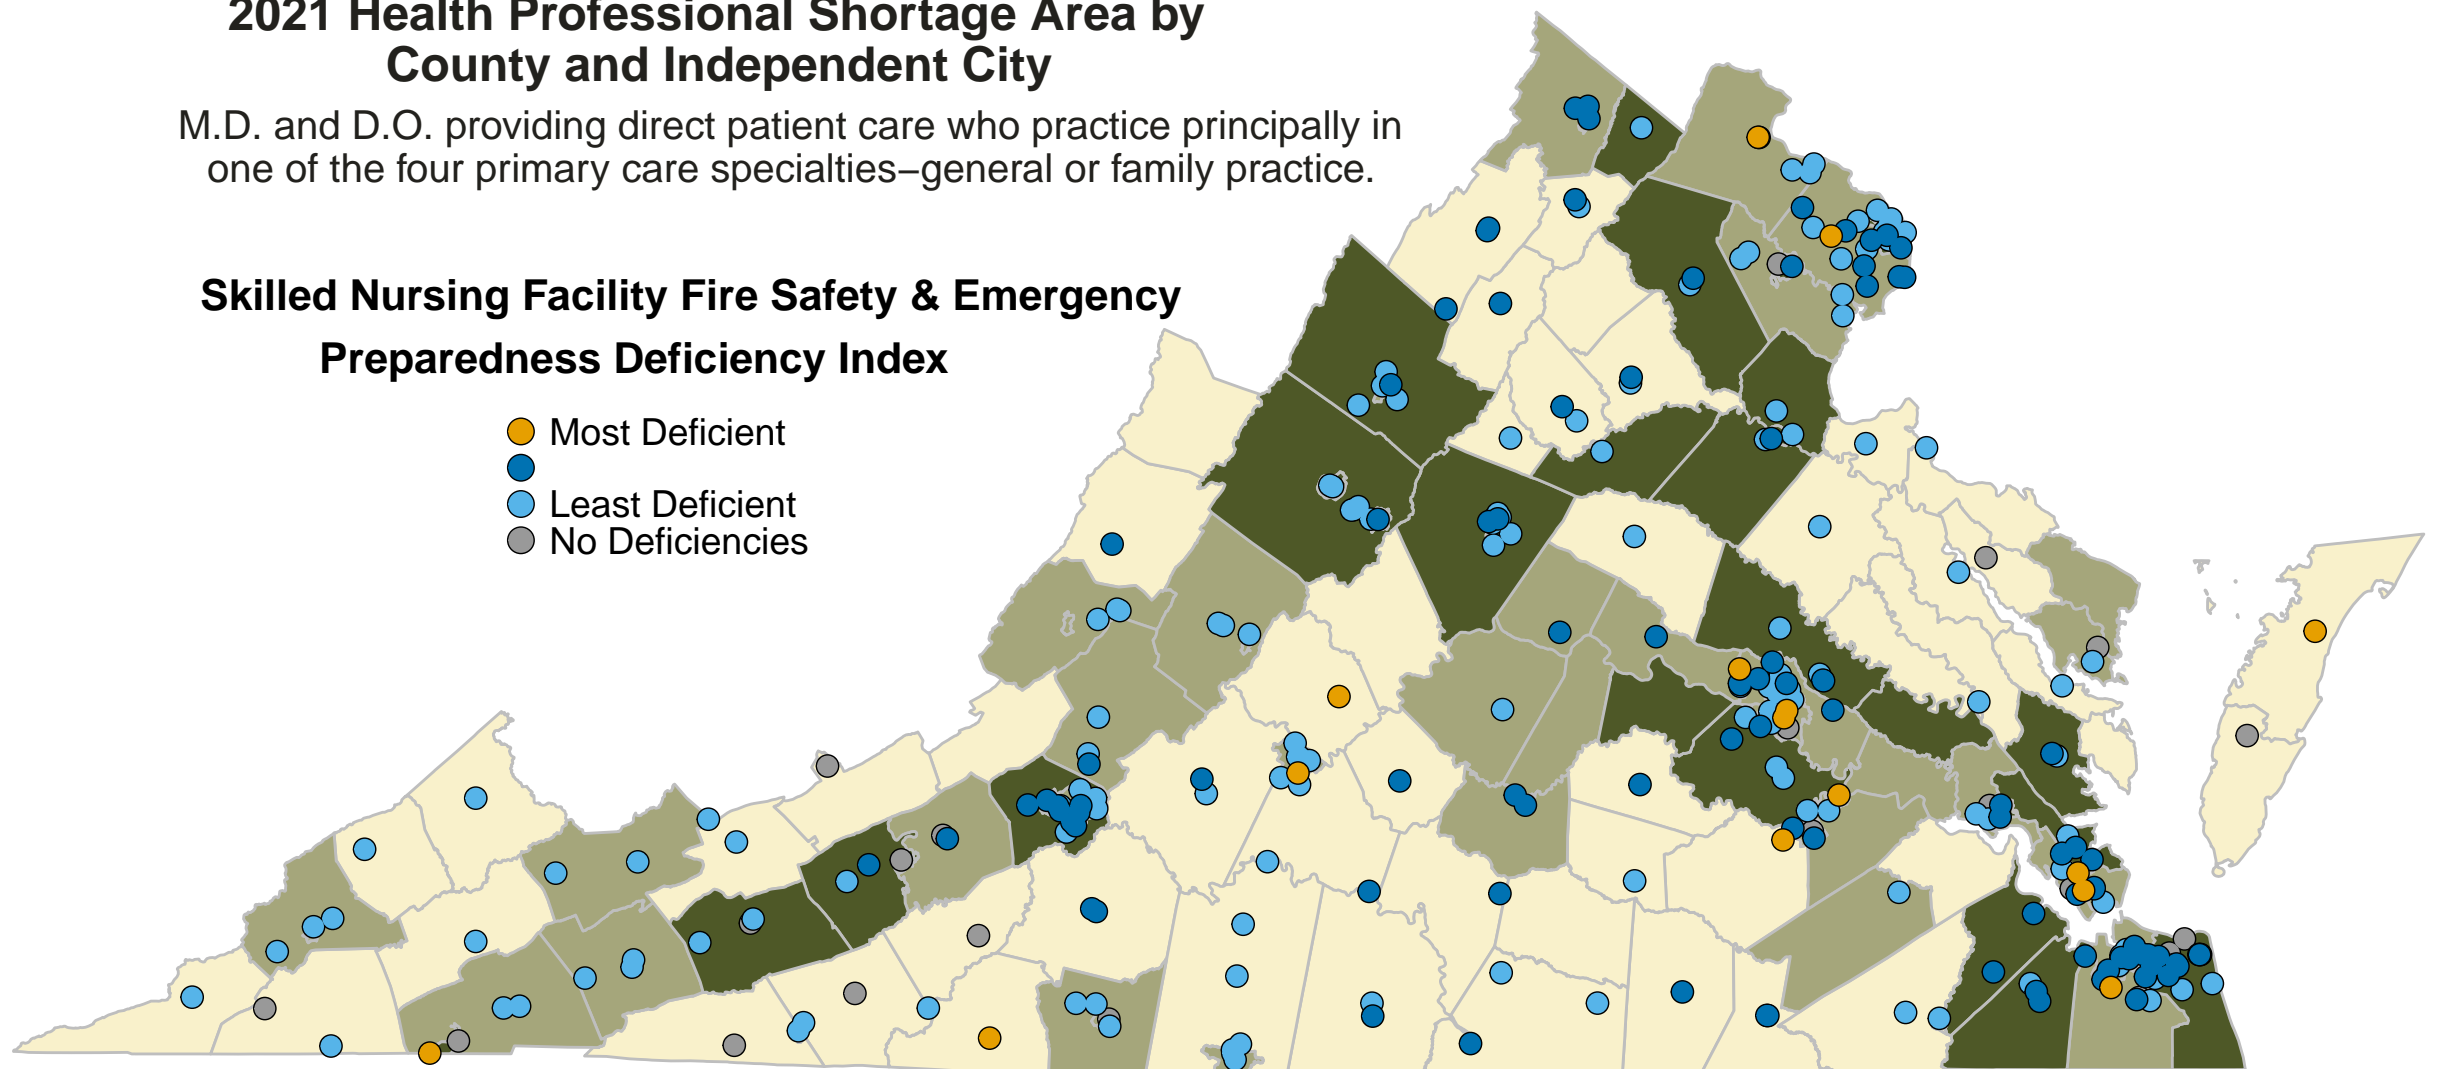 2021 Health Professional Shortage Area by
County and Independent City
M.D. and D.O. providing direct patient care who practice principally in
one of the four primary care specialties–general or family practice.
Skilled Nursing Facility Fire Safety & Emergency
Preparedness Deficiency Index
Most Deficient
Least Deficient
No Deficiencies